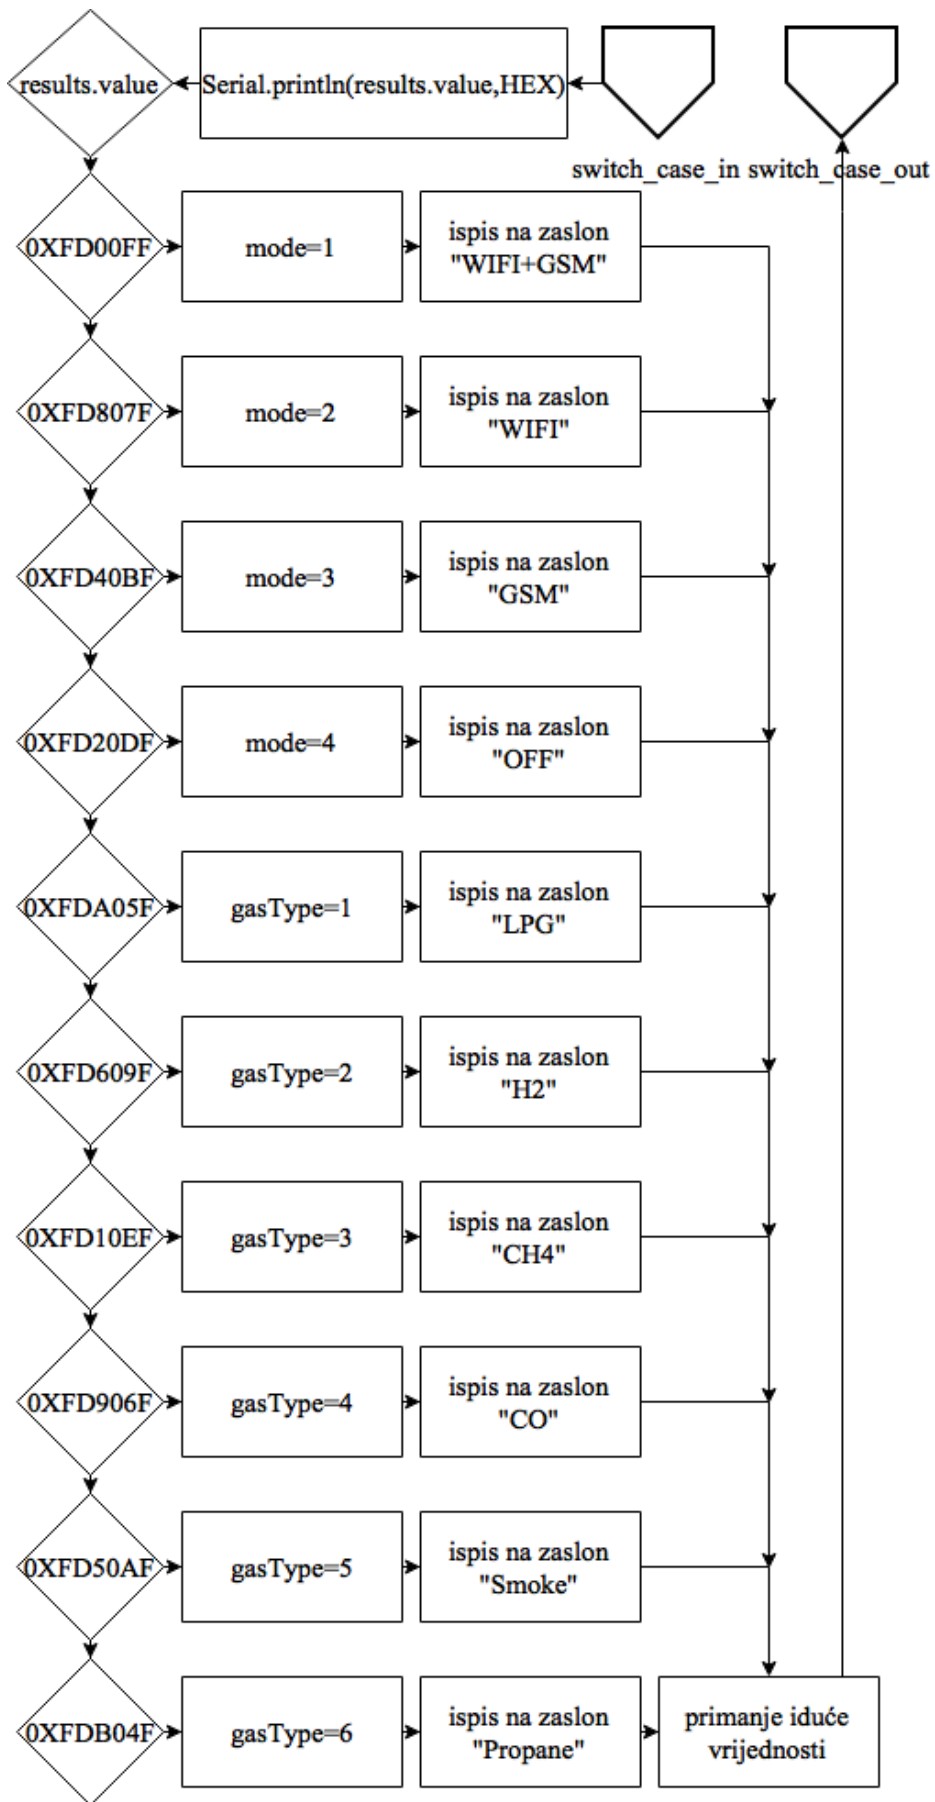 results.value
Serial.println(results.value,HEX)
switch_case_in
switch_case_out
0XFD00FF
mode=1
ispis na zaslon
"WIFI+GSM"
0XFD807F
mode=2
ispis na zaslon
"WIFI"
0XFD40BF
mode=3
ispis na zaslon
"GSM"
0XFD20DF
mode=4
ispis na zaslon
"OFF"
0XFDA05F
gasType=1
ispis na zaslon
"LPG"
0XFD609F
gasType=2
ispis na zaslon
"H2"
0XFD10EF
gasType=3
ispis na zaslon
"CH4"
0XFD906F
gasType=4
ispis na zaslon
"CO"
0XFD50AF
gasType=5
ispis na zaslon
"Smoke"
0XFDB04F
gasType=6
ispis na zaslon
"Propane"
primanje iduće
vrijednosti